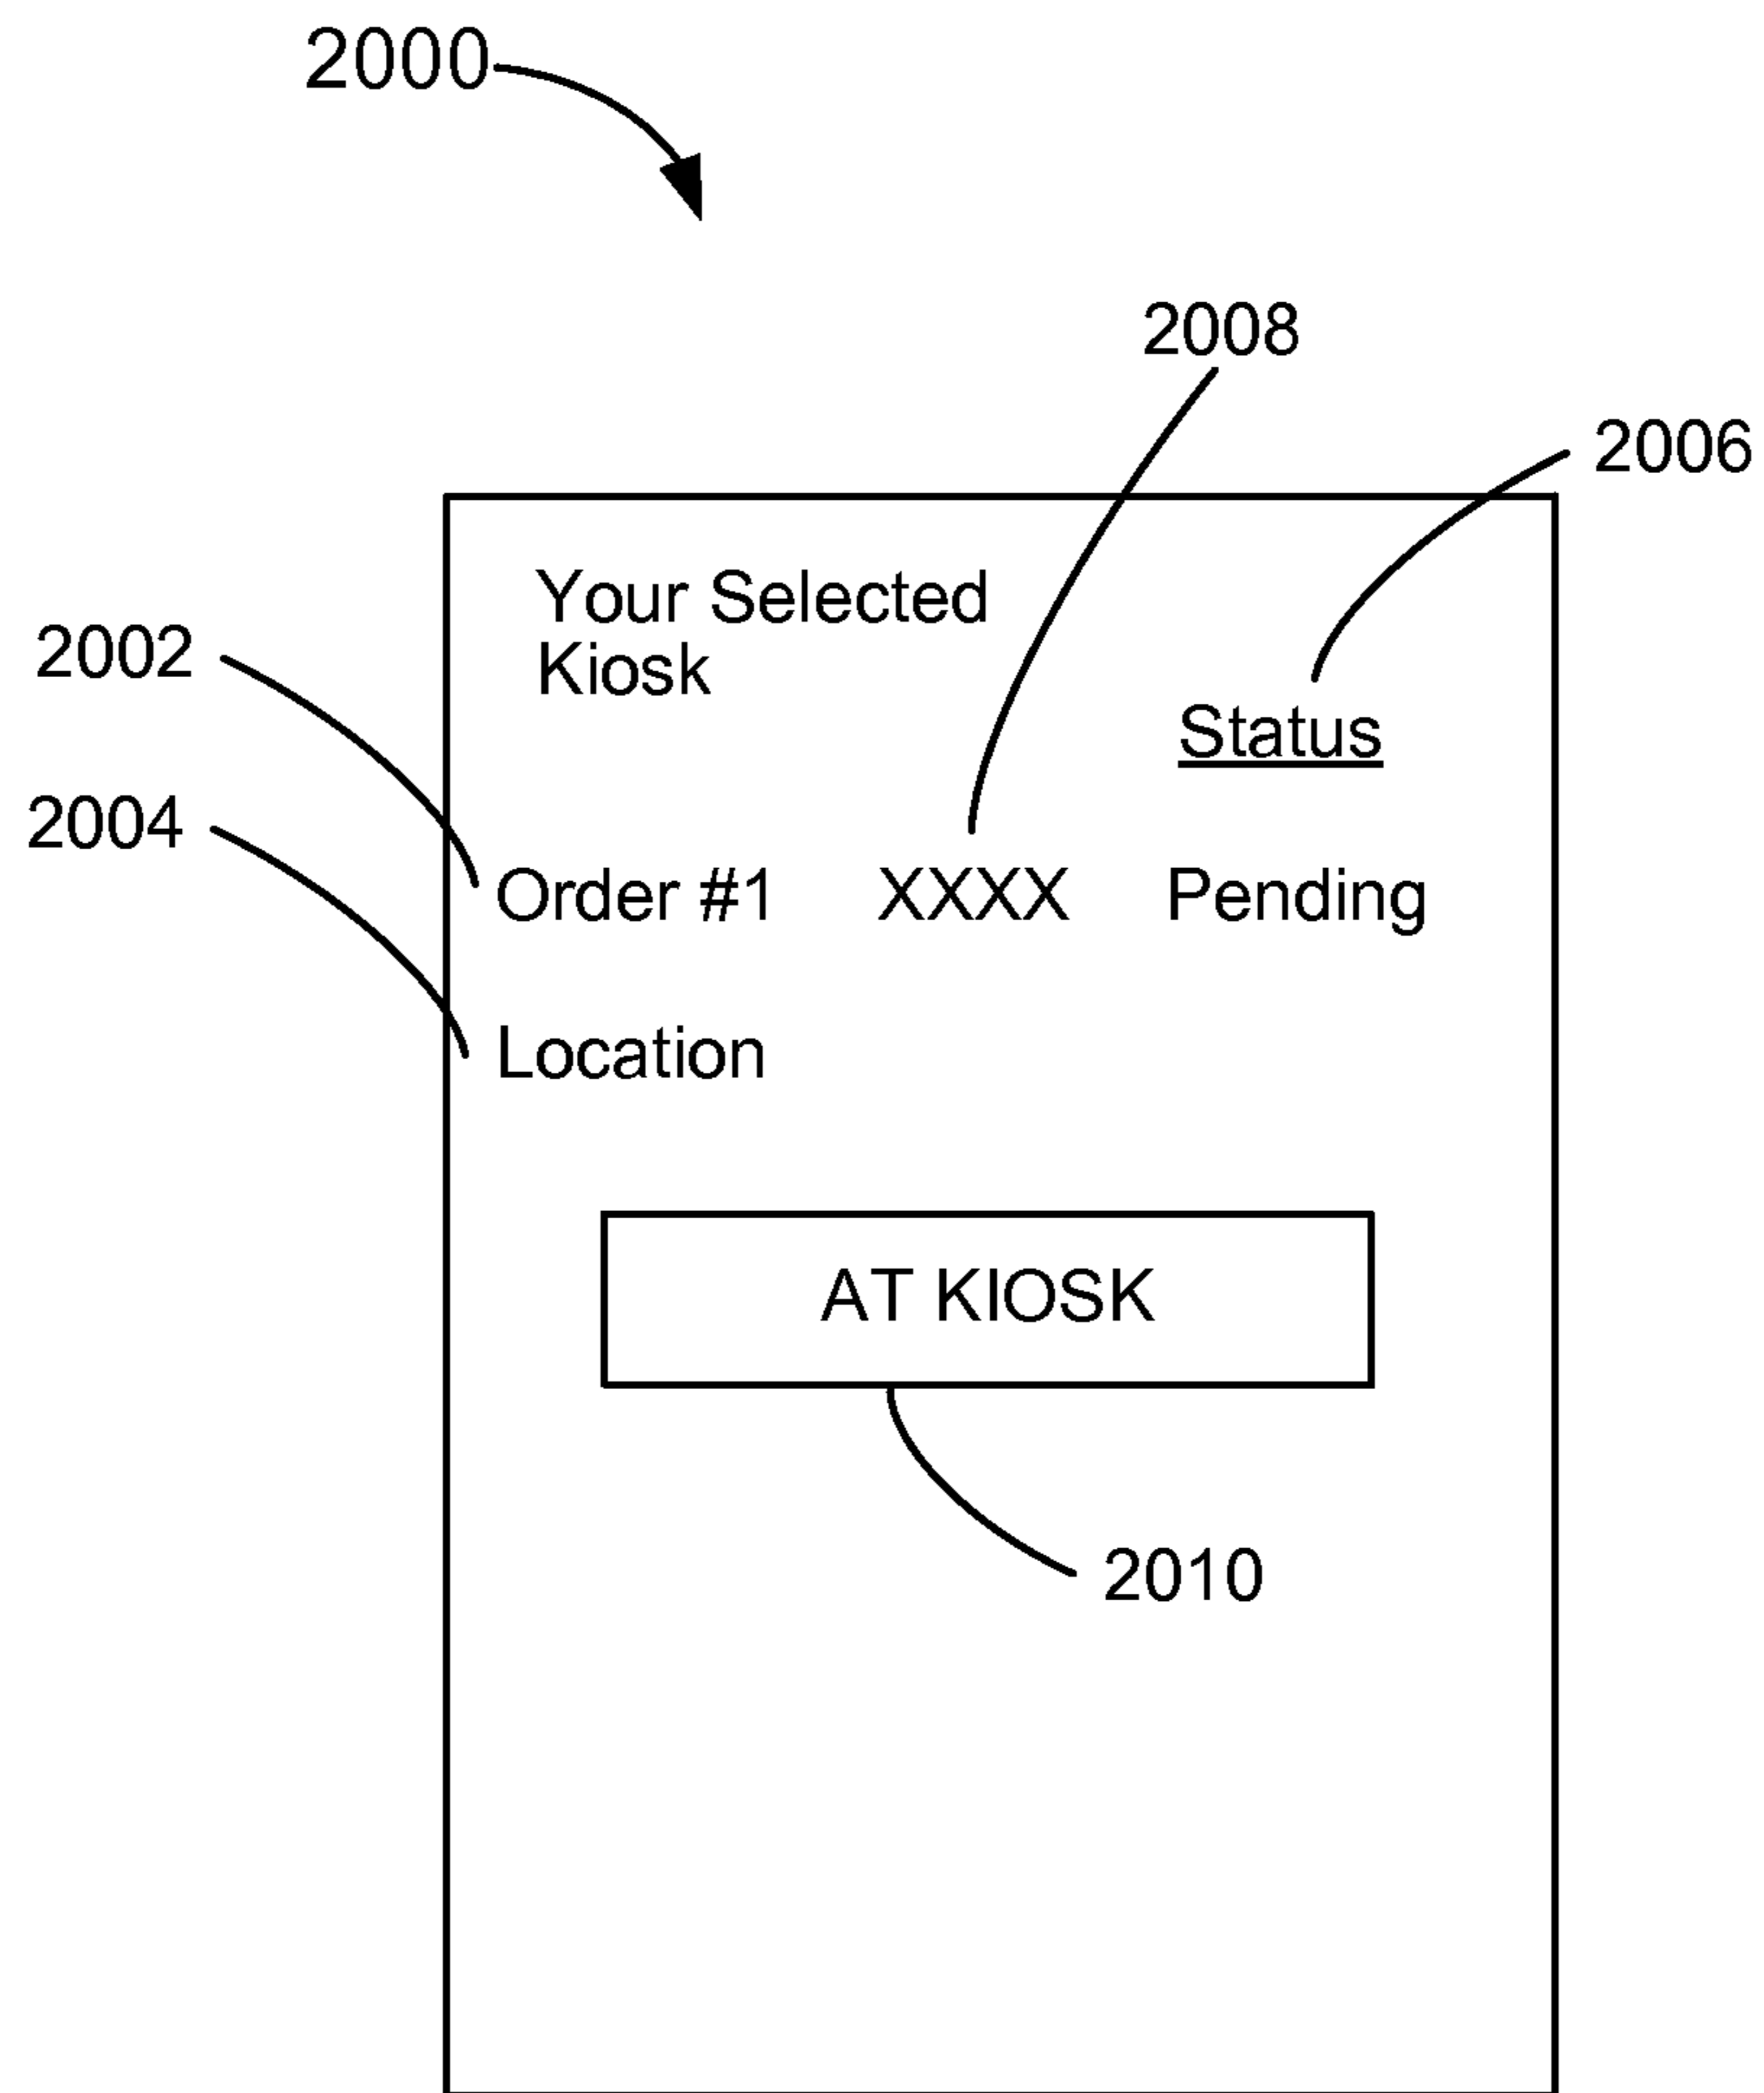 2000
2008
2006
Your Selected
Kiosk
2002
Status
2004
Order #1 XXXX Pending
Location
AT KIOSK
2010